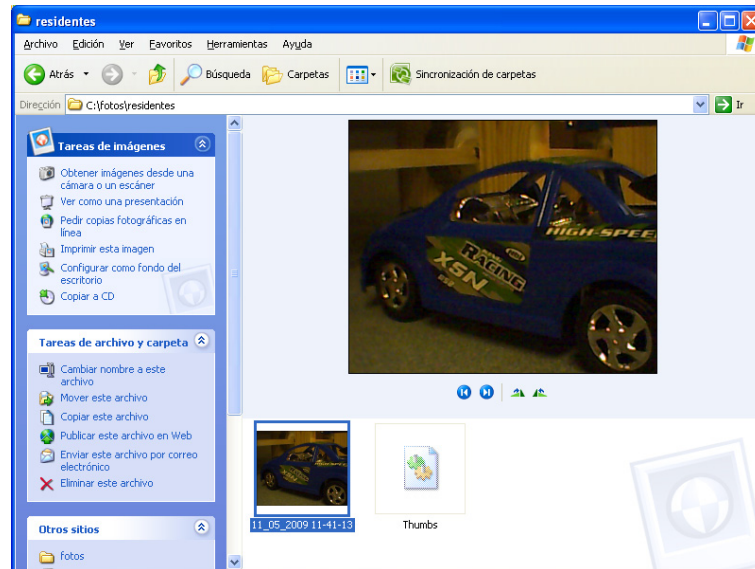 residentes
Archivo Edición Ver Favoritos Herramientas Ayuda
Atrás Búsqueda Carpetas Sincronización de carpetas
Dirección C:\fotos\residentes Ir
Tareas de imágenes
Obtener imágenes desde una
cámara o un escáner
Ver como una presentación
Pedir copias fotográficas en
línea
Imprimir esta imagen
Configurar como fondo del
escritorio
Copiar a CD
Tareas de archivo y carpeta
Cambiar nombre a este
archivo
Mover este archivo
Copiar este archivo
Publicar este archivo en Web
Enviar este archivo por correo
electrónico
Eliminar este archivo
Otros sitios
fotos
HIGH-SPEE
RACING
XSN
11_05_2009 11-41-13
Thumbs